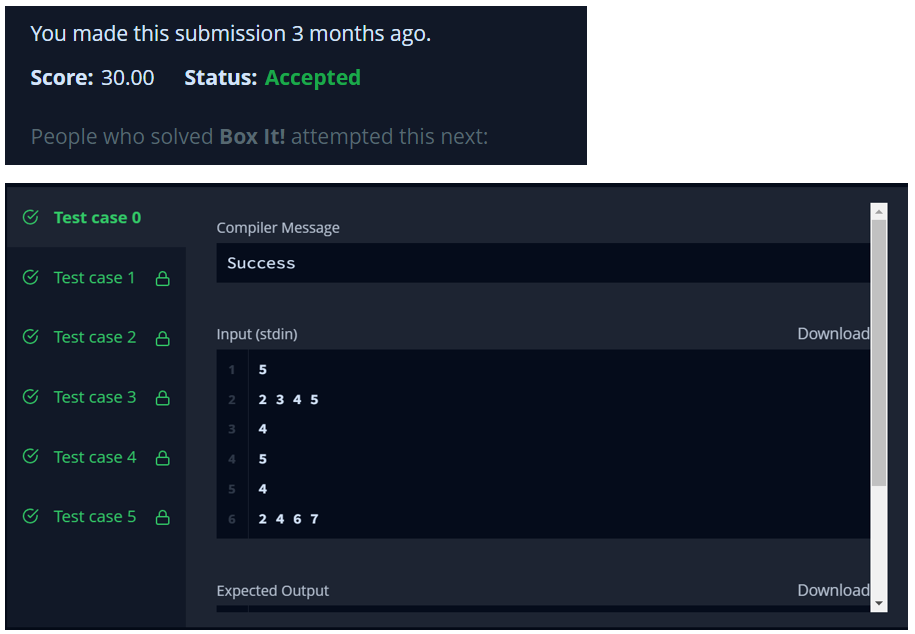 You made this submission 3 months ago.
Score: 30.00 Status: Accepted
People who solved Box It! attempted this next:
Test case 0
Test case 1
Test case 2
Test case 3
Test case 4
Test case 5
Compiler Message
Success
Input (stdin) Download
1 5
2 2 3 4 5
3 4
4 5
5 4
6 2 4 6 7
Expected Output Download